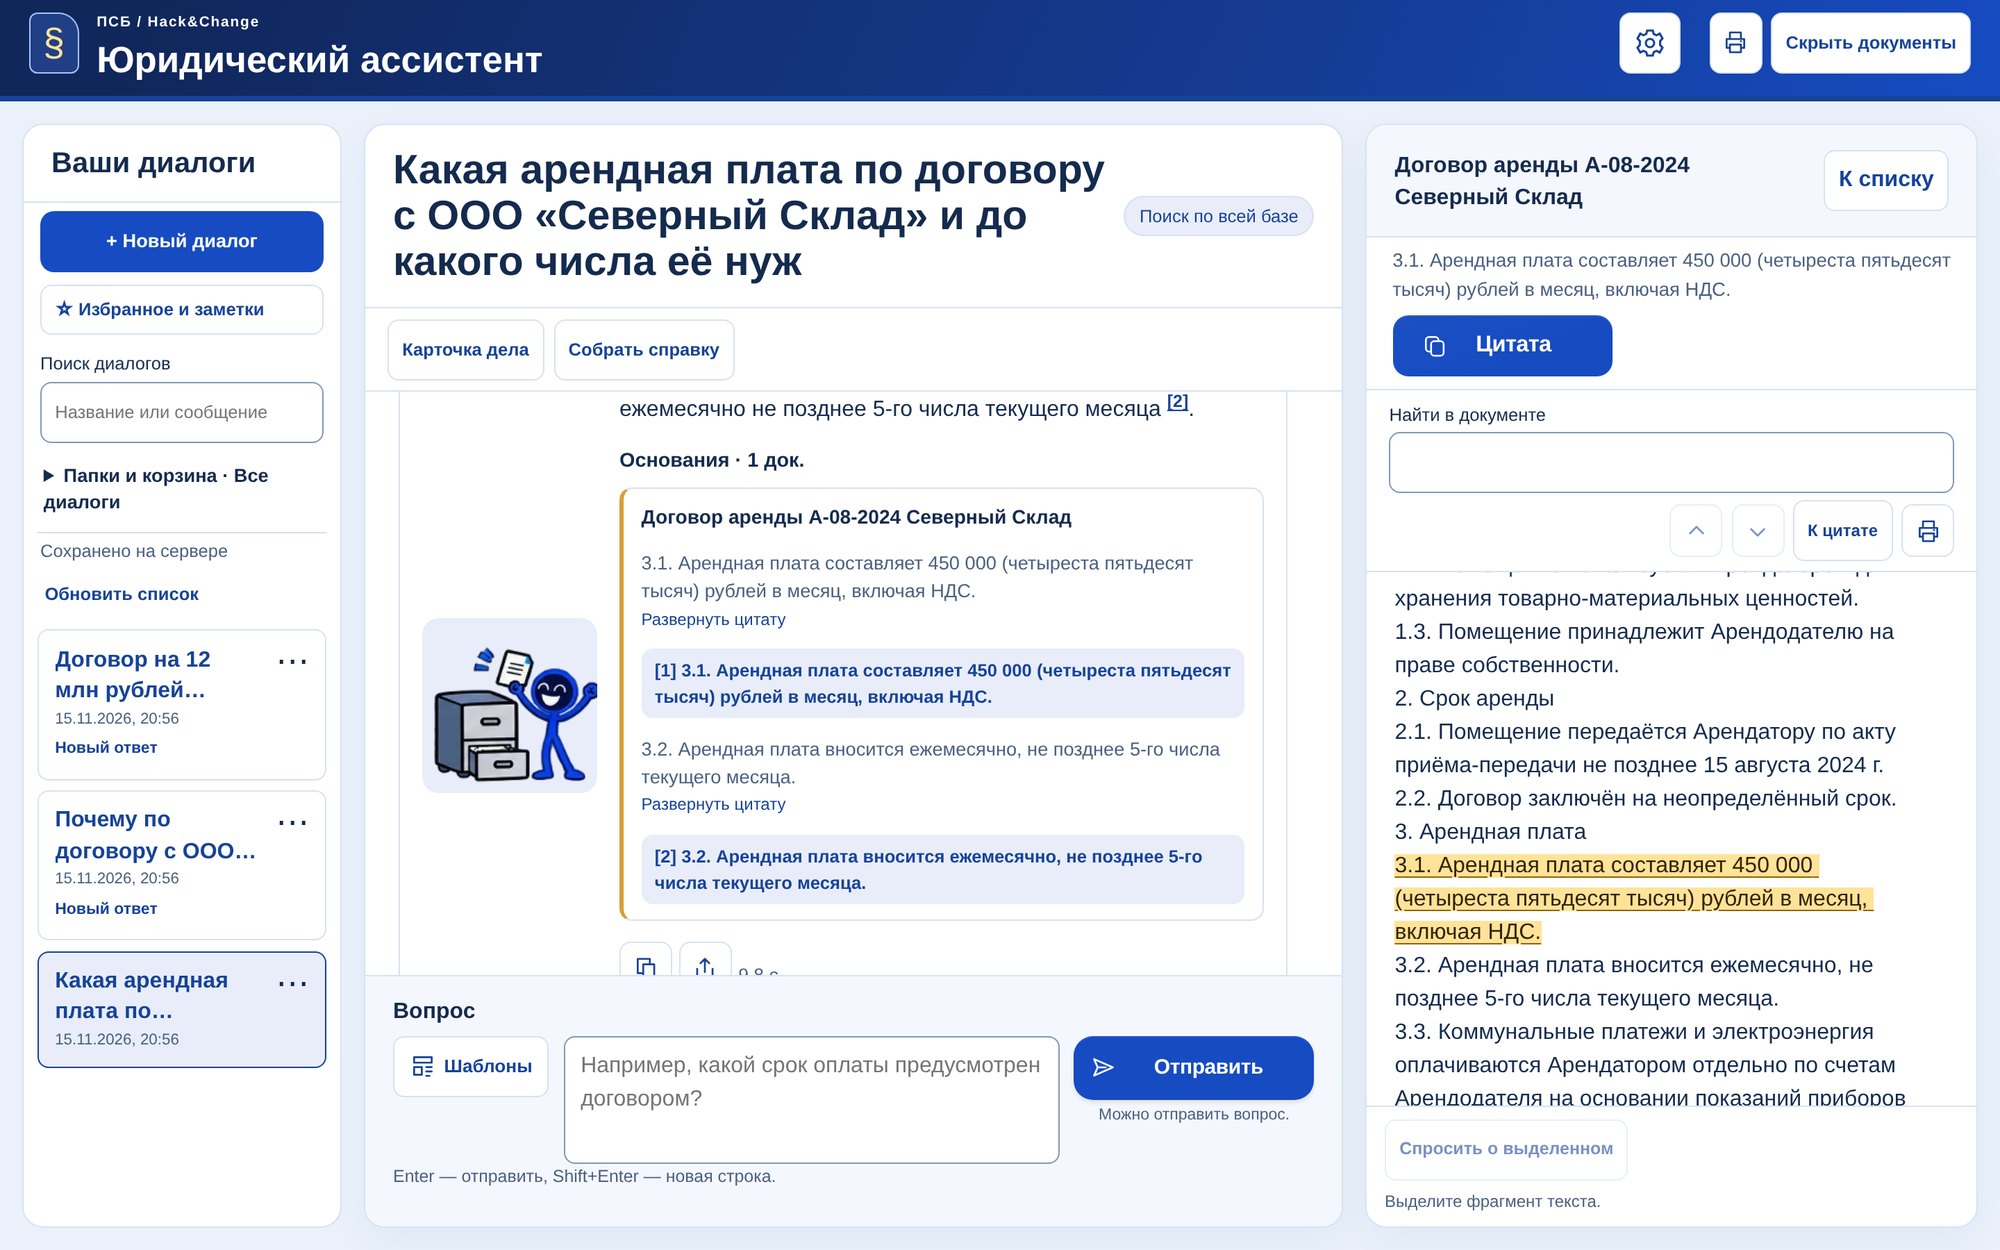 §
ПСБ / Hack&Change
Юридический ассистент
Скрыть документы
Ваши диалоги
+ Новый диалог
☆ Избранное и заметки
Поиск диалогов
Название или сообщение
▶ Папки и корзина · Все
диалоги
Сохранено на сервере
Обновить список
Договор на 12
млн рублей…
15.11.2026, 20:56
Новый ответ
Почему по
договору с ООО…
15.11.2026, 20:56
Новый ответ
Какая арендная
плата по…
15.11.2026, 20:56
Какая арендная плата по договору
с ООО «Северный Склад» и до
какого числа её нуж
Поиск по всей базе
Карточка дела
Собрать справку
ежемесячно не позднее 5-го числа текущего месяца [2].
Основания · 1 док.
Договор аренды А-08-2024 Северный Склад
3.1. Арендная плата составляет 450 000 (четыреста пятьдесят
тысяч) рублей в месяц, включая НДС.
Развернуть цитату
[1] 3.1. Арендная плата составляет 450 000 (четыреста пятьдесят
тысяч) рублей в месяц, включая НДС.
3.2. Арендная плата вносится ежемесячно, не позднее 5-го числа
текущего месяца.
Развернуть цитату
[2] 3.2. Арендная плата вносится ежемесячно, не позднее 5-го
числа текущего месяца.
Вопрос
Шаблоны
Например, какой срок оплаты предусмотрен
договором?
Отправить
Можно отправить вопрос.
Enter — отправить, Shift+Enter — новая строка.
Договор аренды А-08-2024
Северный Склад
К списку
3.1. Арендная плата составляет 450 000 (четыреста пятьдесят
тысяч) рублей в месяц, включая НДС.
Цитата
Найти в документе
К цитате
хранения товарно-материальных ценностей.
1.3. Помещение принадлежит Арендодателю на
праве собственности.
2. Срок аренды
2.1. Помещение передаётся Арендатору по акту
приёма-передачи не позднее 15 августа 2024 г.
2.2. Договор заключён на неопределённый срок.
3. Арендная плата
3.1. Арендная плата составляет 450 000
(четыреста пятьдесят тысяч) рублей в месяц,
включая НДС.
3.2. Арендная плата вносится ежемесячно, не
позднее 5-го числа текущего месяца.
3.3. Коммунальные платежи и электроэнергия
оплачиваются Арендатором отдельно по счетам
Арендодателя на основании показаний приборов
Спросить о выделенном
Выделите фрагмент текста.